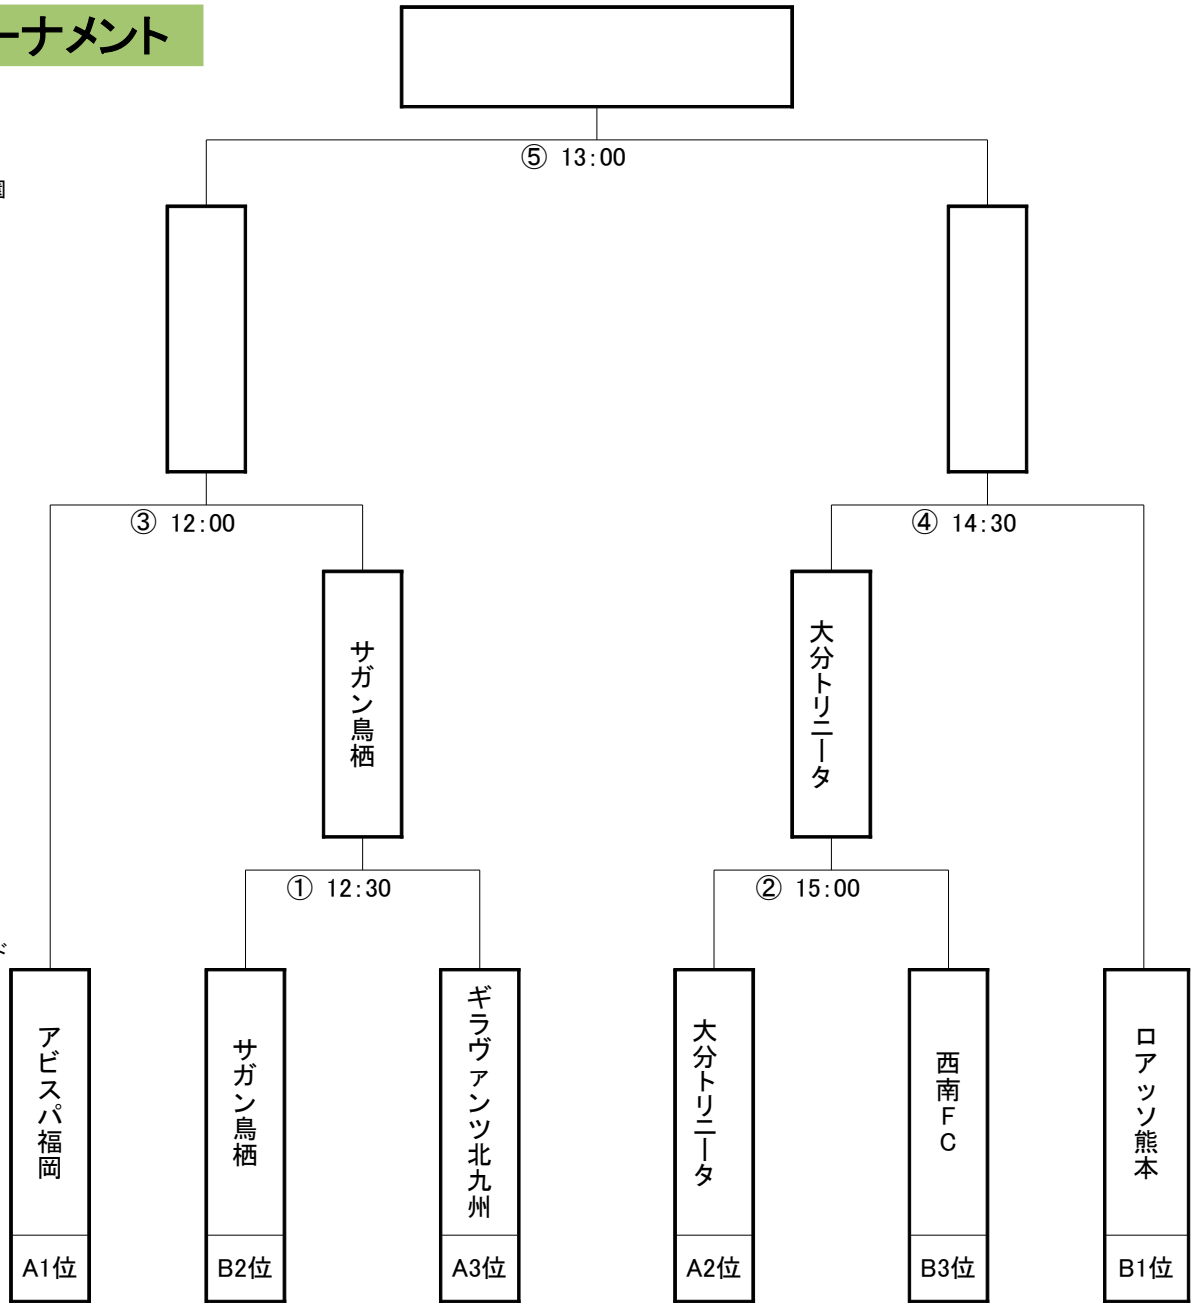 ーナメント
⑤ 13:00
③ 12:00
④ 14:30
サガン鳥栖
大分トリニータ
① 12:30
② 15:00
ド
アビスパ福岡
サガン鳥栖
ギラヴァンツ北九州
大分トリニータ
西南FC
ロアッソ熊本
A1位
B2位
A3位
A2位
B3位
B1位